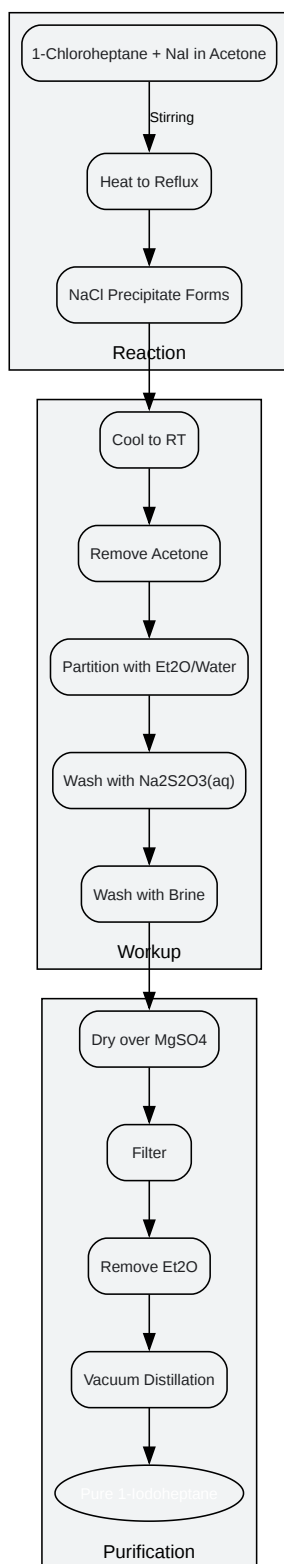 1-Chloroheptane + NaI in Acetone
Stirring
Heat to Reflux
NaCl Precipitate Forms
Reaction
Cool to RT
Remove Acetone
Partition with Et2O/Water
Wash with Na2S2O3(aq)
Wash with Brine
Workup
Dry over MgSO4
Filter
Remove Et2O
Vacuum Distillation
Pure 1-Iodoheptane
Purification